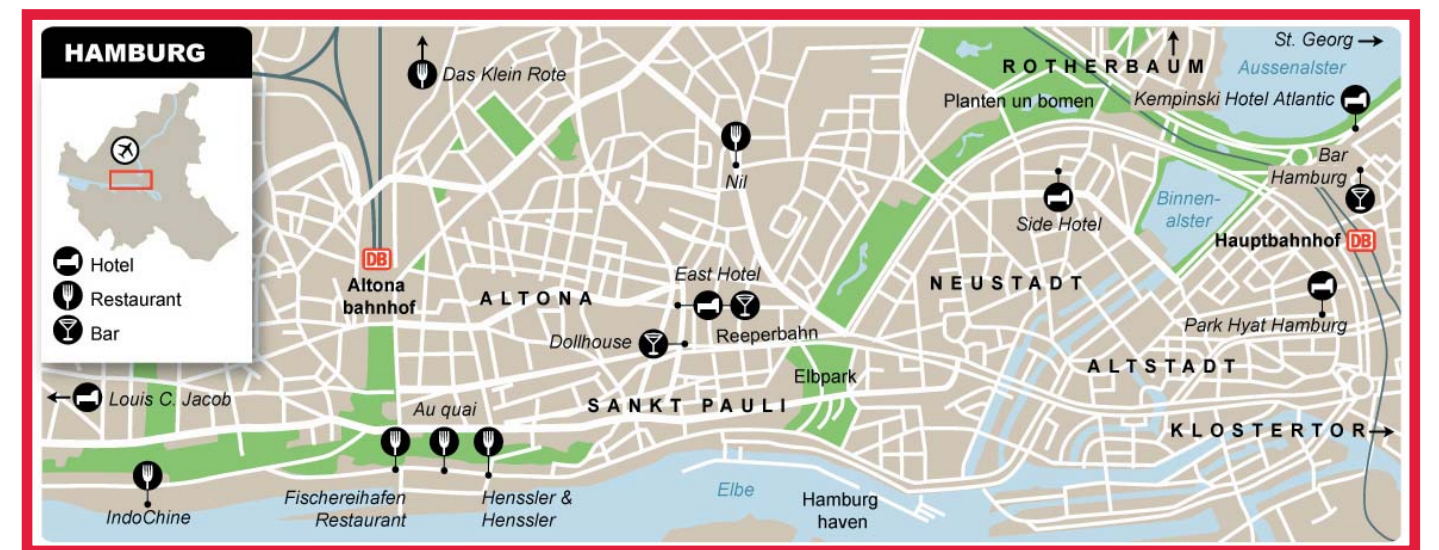 HAMBURG
Hotel
Restaurant
Bar
Das Klein Rote
St. Georg
ROTHERBAUM
Aussenalster
Planten un bomen
Kempinski Hotel Atlantic
Nil
Bar
Hamburg
Side Hotel
Binnen-
alster
Hauptbahnhof DB
DB
Altona
bahnhof
East Hotel
ALTONA
NEUSTADT
Reeperbahn
Dollhouse
Park Hyat Hamburg
ALTSTADT
Elbpark
Louis C. Jacob
Au quai
SANKT PAULI
KLOSTERTOR
IndoChine
Fischereihafen
Restaurant
Henssler &
Henssler
Elbe
Hamburg
haven